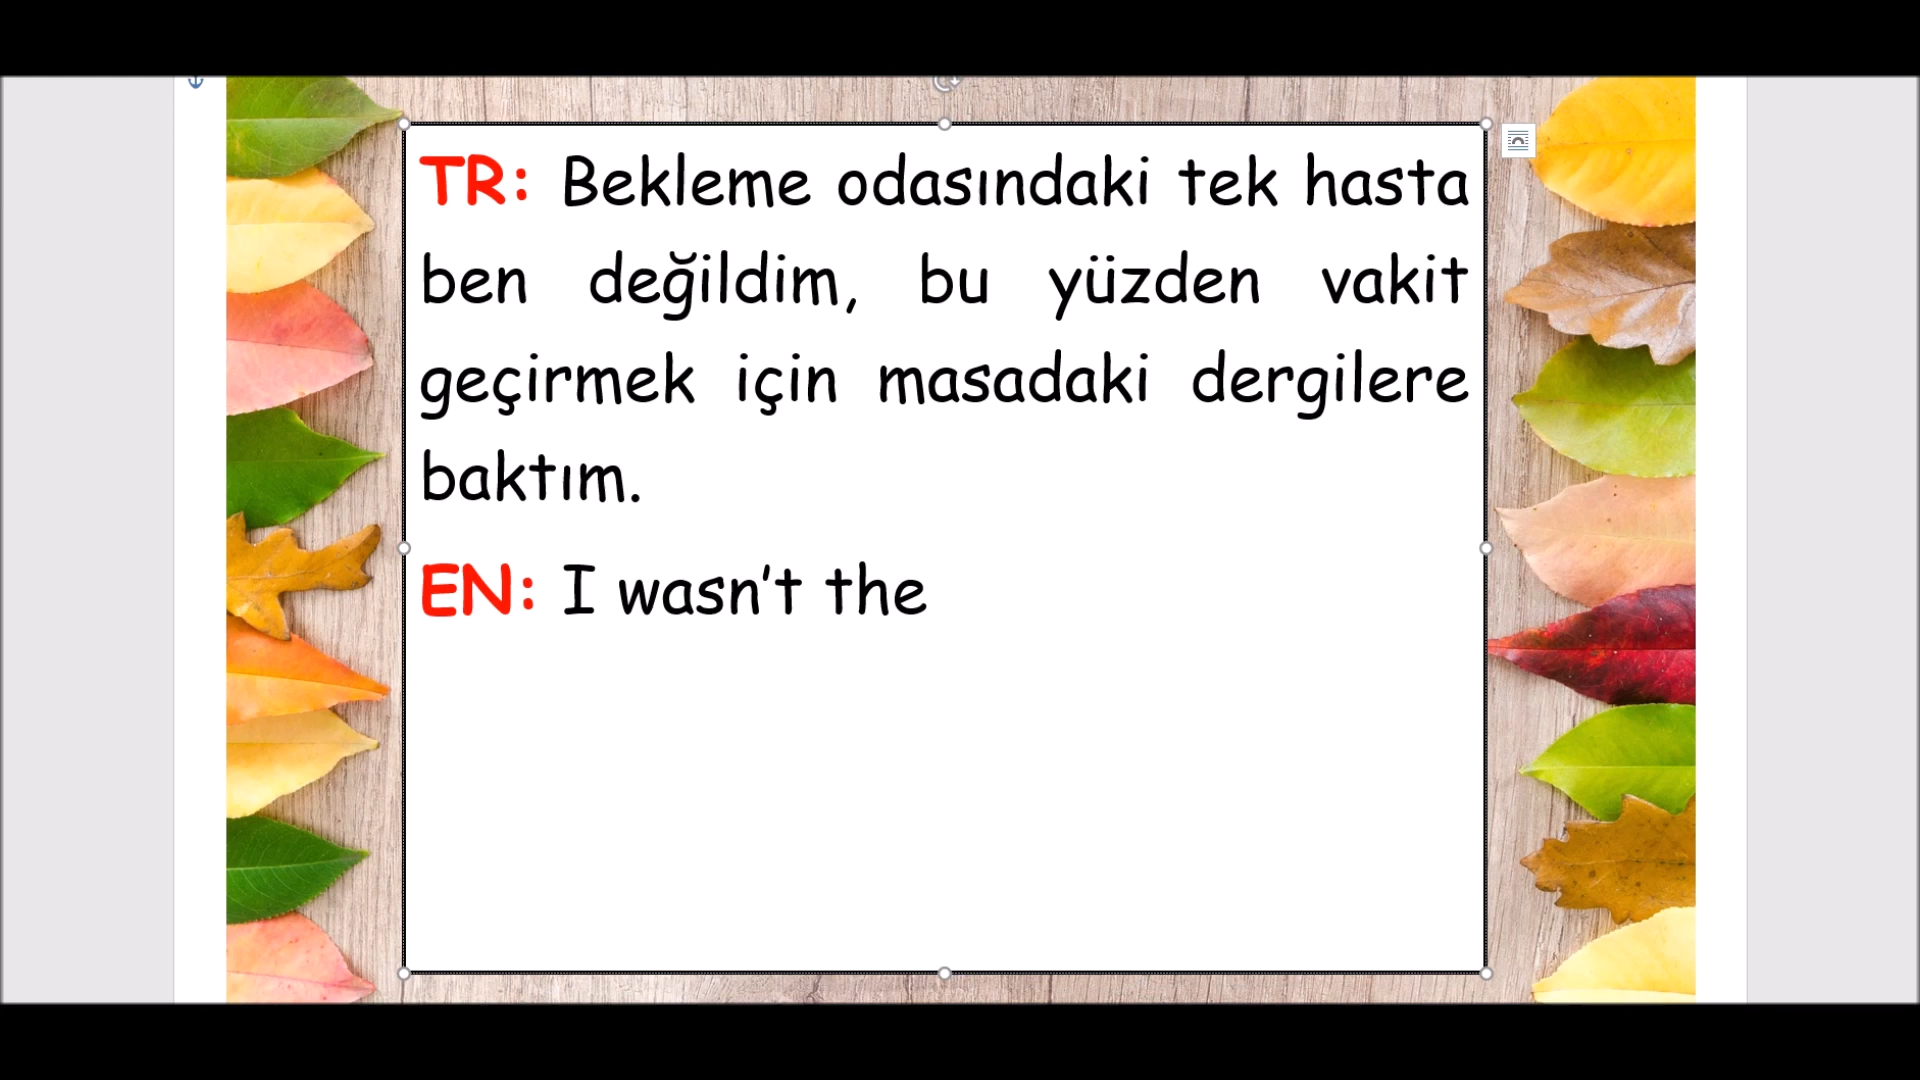 TR: Bekleme odasındaki tek hasta
ben değildim, bu yüzden vakit
geçirmek için masadaki dergilere
baktım.
EN: I wasn’t the